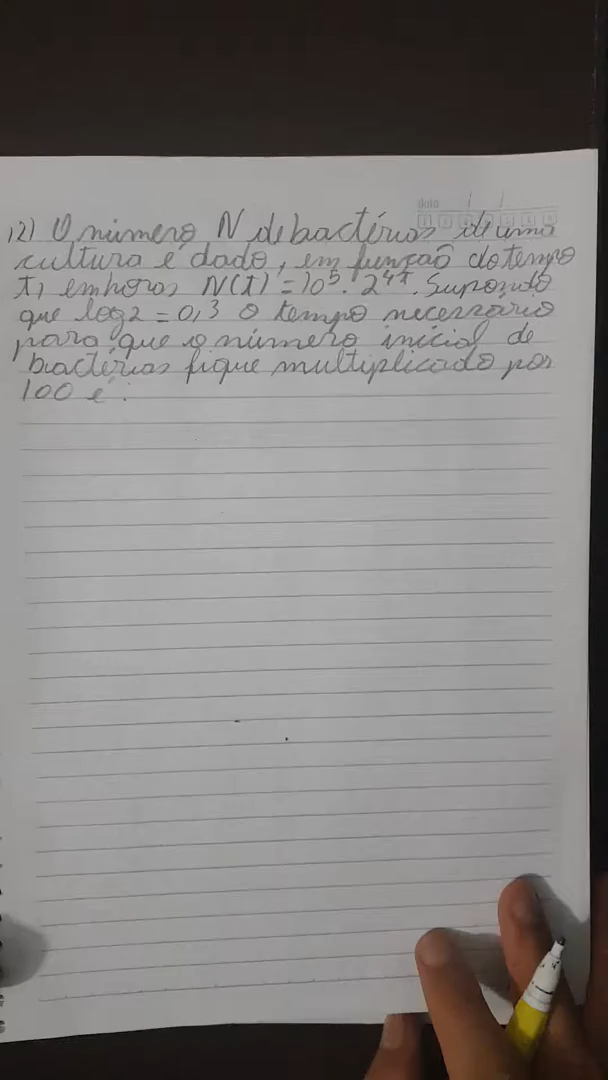 data / /
12) O número N de bactérias de uma
cultura é dado, em função do tempo
t, em horas N(t) = 10⁵. 2⁴ᵗ. Supondo
que log2 = 0,3 o tempo necessário
para que o número inicial de
bactérias fique multiplicado por
100 é: